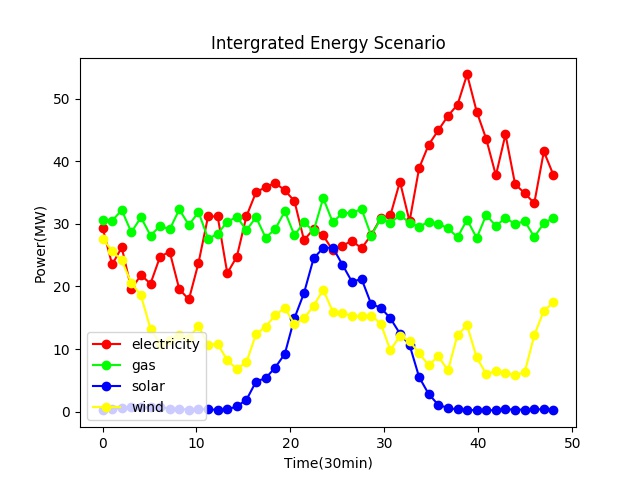 Intergrated Energy Scenario
Power(MW)
50
40
30
20
10
0
electricity
gas
solar
wind
0 10 20 30 40 50
Time(30min)